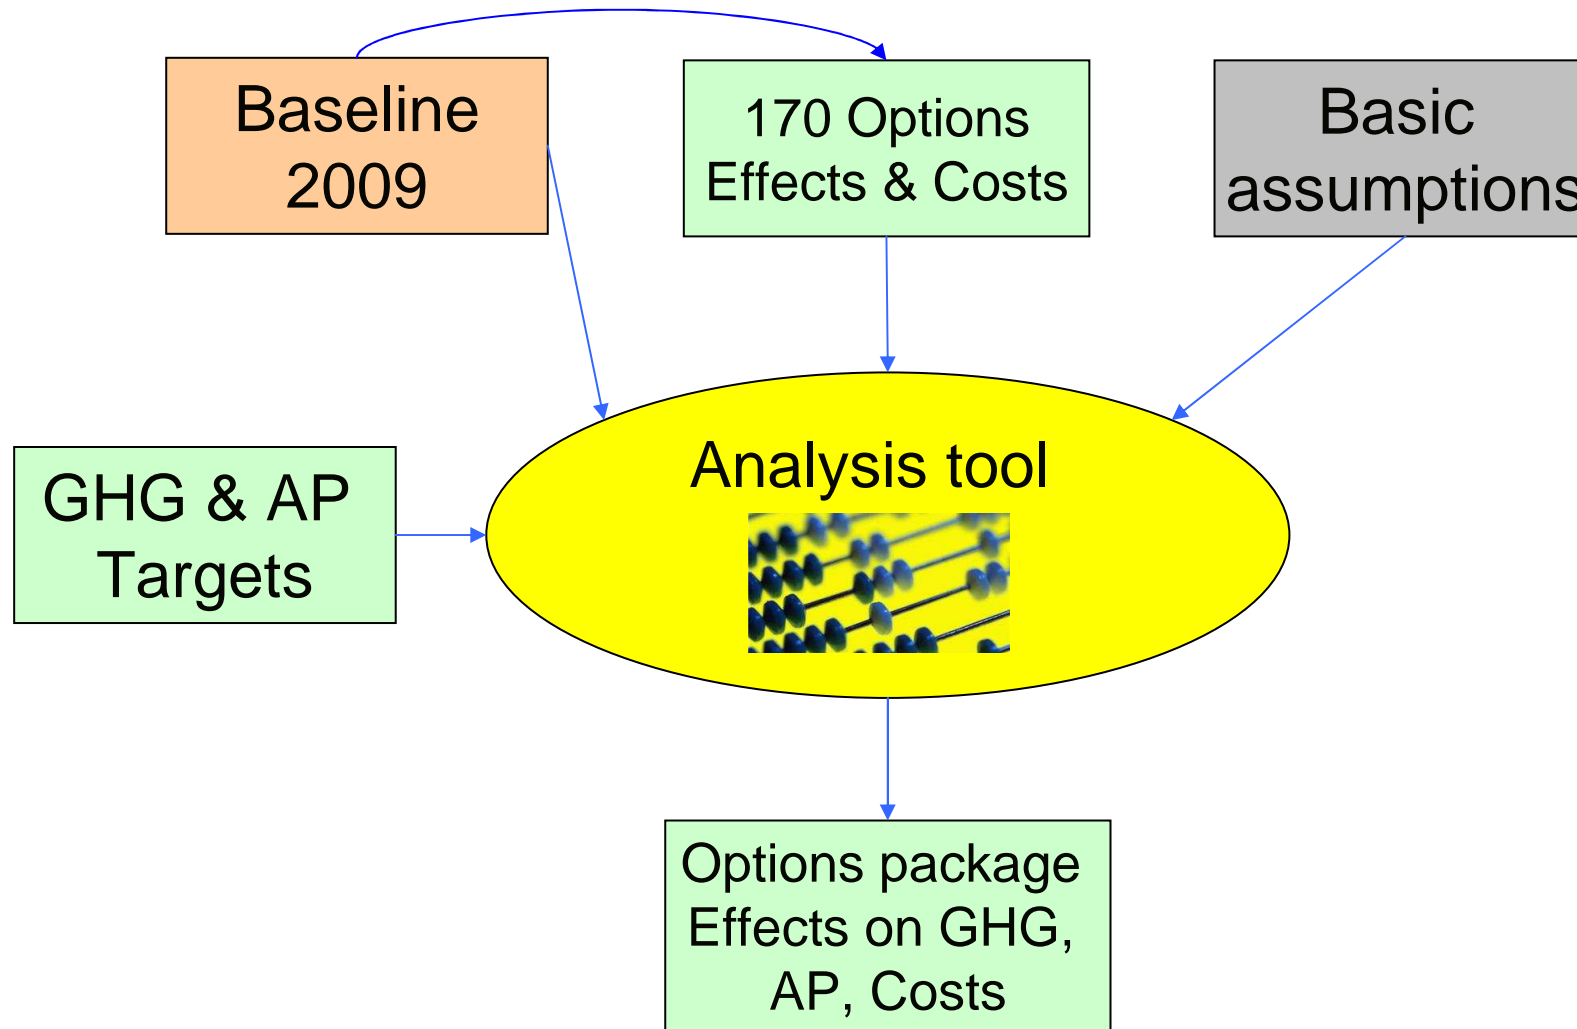 Baseline
2009
170 Options
Effects & Costs
Basic
assumptions
GHG & AP
Targets
Analysis tool
Options package
Effects on GHG,
AP, Costs